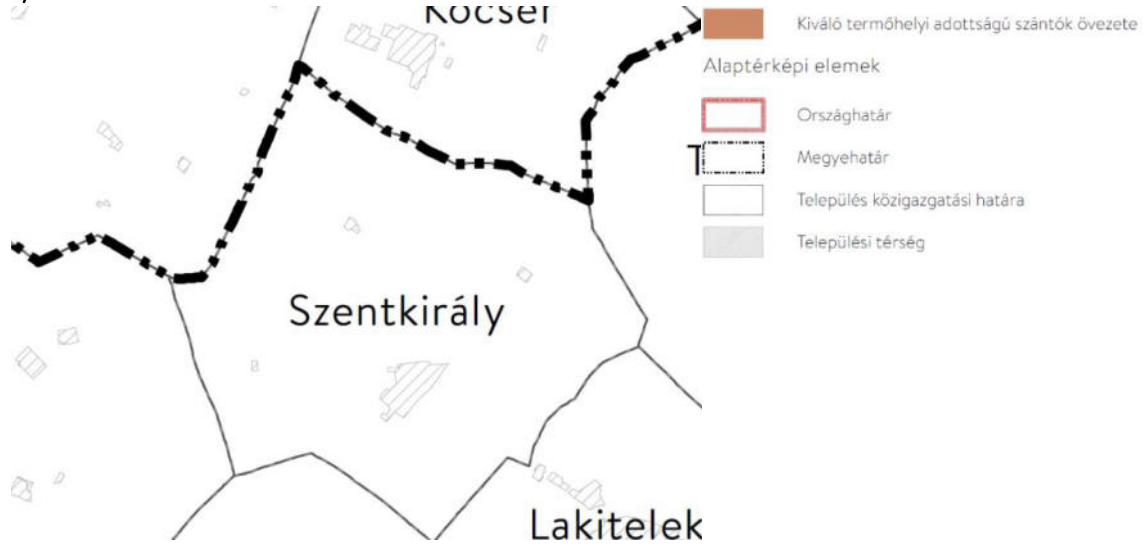 Kocsér
Kiváló termőhelyi adottságú szántók övezete
Alaptérképi elemek
Országhatár
T
Megyehatár
Település közigazgatási határa
Települési térség
Szentkirály
Lakitelek